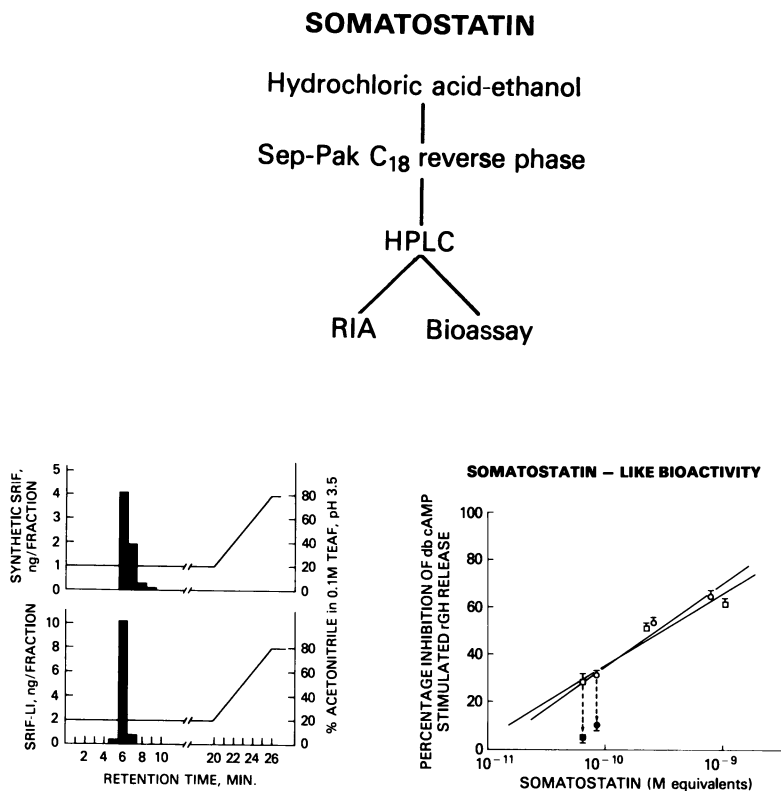 SOMATOSTATIN
Hydrochloric acid-ethanol
Sep-Pak C₁₈ reverse phase
HPLC
RIA Bioassay
SYNTHETIC SRIF,
ng/FRACTION
5
4
3
2
1
0
80
60
40
20
0
SRIF-LI, ng/FRACTION
10
8
6
4
2
0
80
60
40
20
0
% ACETONITRILE in 0.1M TEAF, pH 3.5
2 4 6 8 10 20 22 24 26
RETENTION TIME, MIN.
SOMATOSTATIN – LIKE BIOACTIVITY
PERCENTAGE INHIBITION OF db cAMP
STIMULATED rGH RELEASE
100
80
60
40
20
0
10⁻¹¹ 10⁻¹⁰ 10⁻⁹
SOMATOSTATIN (M equivalents)